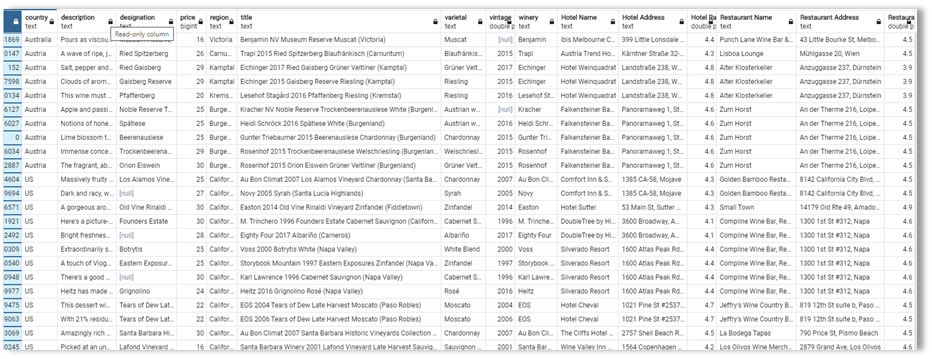 country description designation price region title varietal vintage winery Hotel Name Hotel Address Hotel Ra Restaurant Name Restaurant Address Restaura
text text text bigint text text text double p text text text double p text text
Read-only column
1869 Australia Pours as viscou... 16 Victoria Benjamin NV Museum Reserve Muscat (Victoria) Muscat [null] Benjamin Ibis Melbourne C... 399 Little Lonsdale ... 4.1 Punch Lane Wine Bar &... 43 Little Bourke St, Melbo... 4.5
0147 Austria A wave of ripe, j... Ried Spitzerberg 26 Carnu... Trapl 2015 Ried Spitzerberg Blaufränkisch (Carnuntum) Blaufränkis... 2015 Trapl Austria Trend Ho... Kärntner Straße 32-... 4.3 Lisboa Lounge Mühlgasse 20, Wien 4.5
152 Austria Salt, pepper and... Ried Gaisberg 29 Kamptal Eichinger 2017 Ried Gaisberg Grüner Veltliner (Kamptal) Grüner Velt... 2017 Eichinger Hotel Weinquadrat Landstraße 238, W... 4.8 Alter Klosterkeller Anzuggasse 237, Dürnstein 3.9
7598 Austria Clouds of arom... Gaisberg Reserve 29 Kamptal Eichinger 2015 Gaisberg Reserve Riesling (Kamptal) Riesling 2015 Eichinger Hotel Weinquadrat Landstraße 238, W... 4.8 Alter Klosterkeller Anzuggasse 237, Dürnstein 3.9
0134 Austria This wine must ... Pfaffenberg 20 Krems... Lesehof Stagård 2016 Pfaffenberg Riesling (Kremstal) Riesling 2016 Lesehof St... Hotel Weinquadrat Landstraße 238, W... 4.8 Alter Klosterkeller Anzuggasse 237, Dürnstein 3.9
6127 Austria Apple and passi... Noble Reserve T... 25 Burge... Kracher NV Noble Reserve Trockenbeerenauslese White (Burgenl... Austrian w... [null] Kracher Falkensteiner Ba... Panoramaweg 1, St... 4.6 Zum Horst An der Therme 216, Loipe... 4.5
6027 Austria Notions of hone... Spätlese 25 Burge... Heidi Schröck 2016 Spätlese White (Burgenland) Austrian w... 2016 Heidi Schr... Falkensteiner Ba... Panoramaweg 1, St... 4.6 Zum Horst An der Therme 216, Loipe... 4.5
0 Austria Lime blossom t... Beerenauslese 25 Burge... Gunter Triebaumer 2015 Beerenauslese Chardonnay (Burgenland) Chardonnay 2015 Gunter Tri... Falkensteiner Ba... Panoramaweg 1, St... 4.6 Zum Horst An der Therme 216, Loipe... 4.5
6034 Austria Immense conce... Trockenbeerena... 29 Burge... Rosenhof 2015 Trockenbeerenauslese Welschriesling (Burgenlan... Welschriesl... 2015 Rosenhof Falkensteiner Ba... Panoramaweg 1, St... 4.6 Zum Horst An der Therme 216, Loipe... 4.5
2887 Austria The fragrant, ab... Orion Eiswein 30 Burge... Rosenhof 2015 Orion Eiswein Grüner Veltliner (Burgenland) Grüner Velt... 2015 Rosenhof Falkensteiner Ba... Panoramaweg 1, St... 4.6 Zum Horst An der Therme 216, Loipe... 4.5
4604 US Massively fruity ... Los Alamos Vine... 25 Califor... Au Bon Climat 2007 Los Alamos Vineyard Chardonnay (Santa Ba... Chardonnay 2007 Au Bon Cli... Comfort Inn & S... 1385 CA-58, Mojave 4.3 Golden Bamboo Resta... 8142 California City Blvd, ... 4.5
9694 US Dark and racy, w... [null] 27 Califor... Novy 2005 Syrah (Santa Lucia Highlands) Syrah 2005 Novy Comfort Inn & S... 1385 CA-58, Mojave 4.3 Golden Bamboo Resta... 8142 California City Blvd, ... 4.5
6571 US A gorgeous aro... Old Vine Rinaldi ... 30 Califor... Easton 2014 Old Vine Rinaldi Vineyard Zinfandel (Fiddletown) Zinfandel 2014 Easton Hotel Sutter 53 Main St, Sutter ... 4.3 Small Town 14179 Old Rte 49, Amado... 4.9
1921 US Here's a picture-... Founders Estate 30 Califor... M. Trinchero 1996 Founders Estate Cabernet Sauvignon (Californ... Cabernet S... 1996 M. Trinche... DoubleTree by Hi... 3600 Broadway, A... 4.1 Compline Wine Bar, Re... 1300 1st St #312, Napa 4.6
2492 US Bright freshnes... [null] 28 Califor... Eighty Four 2017 Albariño (Carneros) Albariño 2017 Eighty Four DoubleTree by Hi... 3600 Broadway, A... 4.1 Compline Wine Bar, Re... 1300 1st St #312, Napa 4.6
0309 US Extraordinarily s... Botrytis 25 Califor... Voss 2000 Botrytis White (Napa Valley) White Blend 2000 Voss Silverado Resort 1600 Atlas Peak Rd... 4.4 Compline Wine Bar, Re... 1300 1st St #312, Napa 4.6
0540 US A touch of Vlog... Eastern Exposur... 25 Califor... Storybook Mountain 1997 Eastern Exposures Zinfandel (Napa Va... Zinfandel 1997 Storybook ... Silverado Resort 1600 Atlas Peak Rd... 4.4 Compline Wine Bar, Re... 1300 1st St #312, Napa 4.6
0748 US There's a good ... [null] 30 Califor... Karl Lawrence 1996 Cabernet Sauvignon (Napa Valley) Cabernet S... 1996 Karl Lawre... Silverado Resort 1600 Atlas Peak Rd... 4.4 Compline Wine Bar, Re... 1300 1st St #312, Napa 4.6
9977 US Heitz has made ... Grignolino 24 Califor... Heitz 2016 Grignolino Rosé (Napa Valley) Rosé 2016 Heitz Silverado Resort 1600 Atlas Peak Rd... 4.4 Compline Wine Bar, Re... 1300 1st St #312, Napa 4.6
9475 US This dessert wi... Tears of Dew Lat... 22 Califor... EOS 2004 Tears of Dew Late Harvest Moscato (Paso Robles) Moscato 2004 EOS Hotel Cheval 1021 Pine St #2537... 4.7 Jeffry's Wine Country B... 819 12th St suite b, Paso ... 4.5
9063 US With 21% residu... Tears of Dew Lat... 22 Califor... EOS 2006 Tears of Dew Late Harvest Moscato (Paso Robles) Moscato 2006 EOS Hotel Cheval 1021 Pine St #2537... 4.7 Jeffry's Wine Country B... 819 12th St suite b, Paso ... 4.5
3069 US Amazingly rich ... Santa Barbara Hi... 30 Califor... Au Bon Climat 2007 Santa Barbara Historic Vineyards Collection ... Chardonnay 2007 Au Bon Cli... The Cliffs Hotel ... 2757 Shell Beach R... 4.5 La Bodega Tapas 790 Price St, Pismo Beach 4.5
0245 US Picked at an un... Lafond Vineyard ... 16 Califor... Santa Barbara Winery 2001 Lafond Vineyard Late Harvest Sauvign... Sauvignon ... 2001 Santa Bar... Wine Valley Inn ... 1564 Copenhagen ... 4.2 Los Olivos Wine Merch... 2879 Grand Ave, Los Olivos 4.5